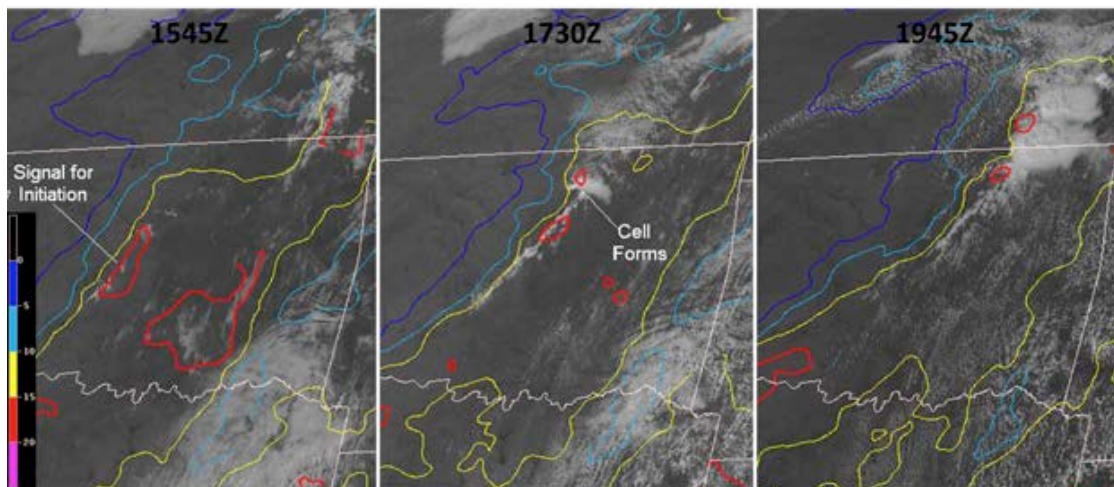 1545Z
1730Z
1945Z
Signal for
Initiation
Cell
Forms
0
-5
-10
-15
-20